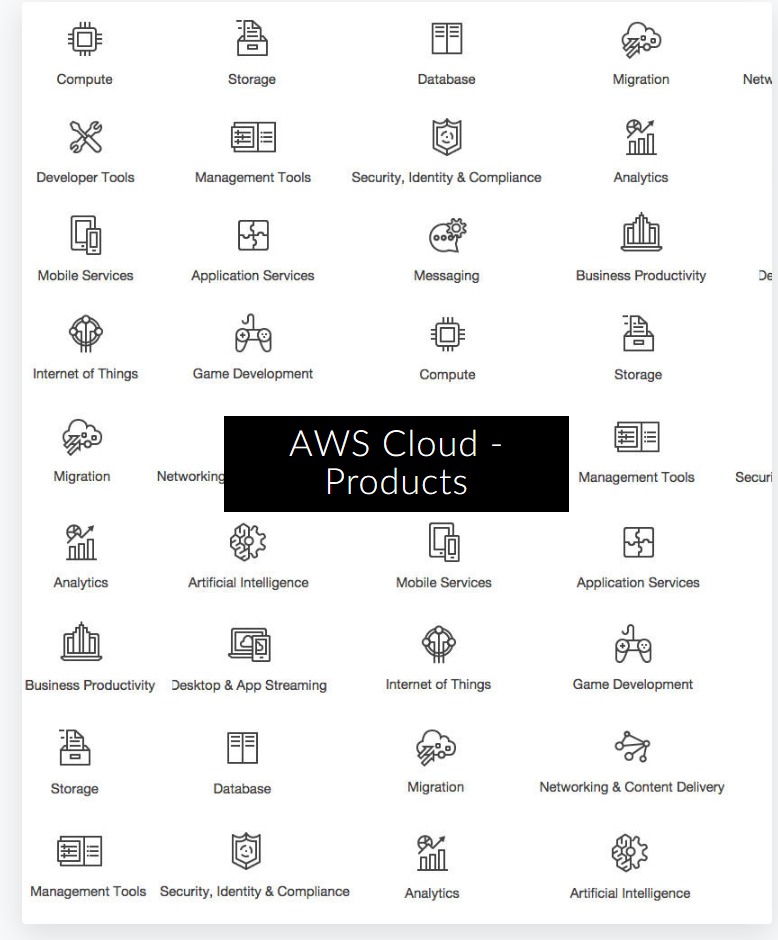 Compute Storage Database Migration Netw
Developer Tools Management Tools Security, Identity & Compliance Analytics
Mobile Services Application Services Messaging Business Productivity De
Internet of Things Game Development Compute Storage
AWS Cloud -
Products
Migration Networking Management Tools Securi
Analytics Artificial Intelligence Mobile Services Application Services
Business Productivity Desktop & App Streaming Internet of Things Game Development
Storage Database Migration Networking & Content Delivery
Management Tools Security, Identity & Compliance Analytics Artificial Intelligence